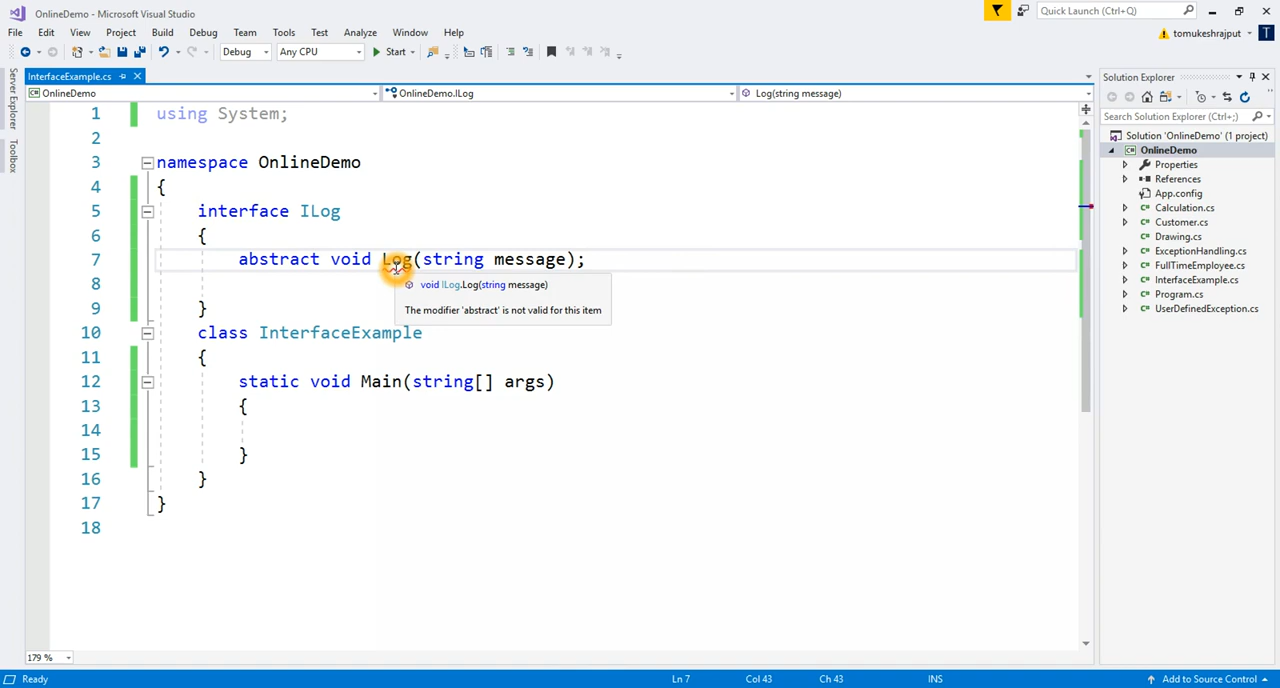 OnlineDemo - Microsoft Visual Studio
Quick Launch (Ctrl+Q)
File Edit View Project Build Debug Team Tools Test Analyze Window Help
tomukeshrajput T
Debug Any CPU Start
Server Explorer
Toolbox
InterfaceExample.cs
OnlineDemo OnlineDemo.ILog Log(string message)
1 using System;
2
3 namespace OnlineDemo
4 {
5 interface ILog
6 {
7 abstract void Log(string message);
8
void ILog.Log(string message)
The modifier 'abstract' is not valid for this item
9 }
10 class InterfaceExample
11 {
12 static void Main(string[] args)
13 {
14
15 }
16 }
17 }
18
Solution Explorer
Search Solution Explorer (Ctrl+;)
Solution 'OnlineDemo' (1 project)
OnlineDemo
Properties
References
App.config
Calculation.cs
Customer.cs
Drawing.cs
ExceptionHandling.cs
FullTimeEmployee.cs
InterfaceExample.cs
Program.cs
UserDefinedException.cs
179 %
Ready Ln 7 Col 43 Ch 43 INS Add to Source Control